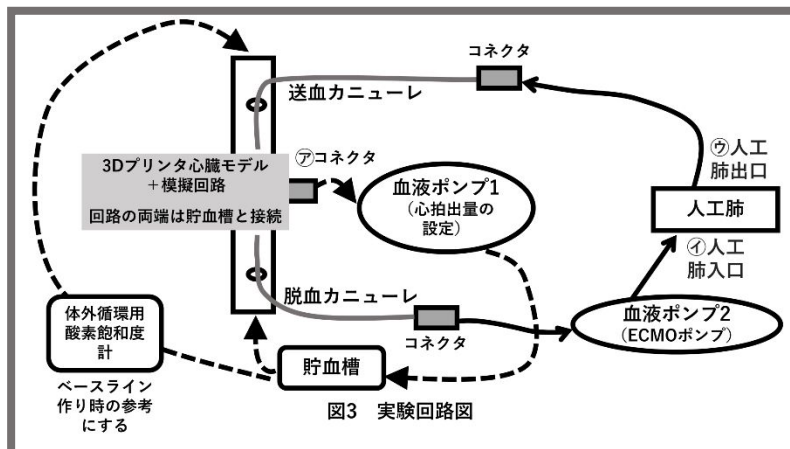 コネクタ
送血カニューレ
㋐コネクタ
3Dプリンタ心臓モデル
+模擬回路
回路の両端は貯血槽と接続
血液ポンプ1
(心拍出量の
設定)
㋒人工
肺出口
人工肺
㋑人工
肺入口
脱血カニューレ
コネクタ
血液ポンプ2
(ECMOポンプ)
体外循環用
酸素飽和度
計
ベースライン
作り時の参考
にする
貯血槽
図3 実験回路図